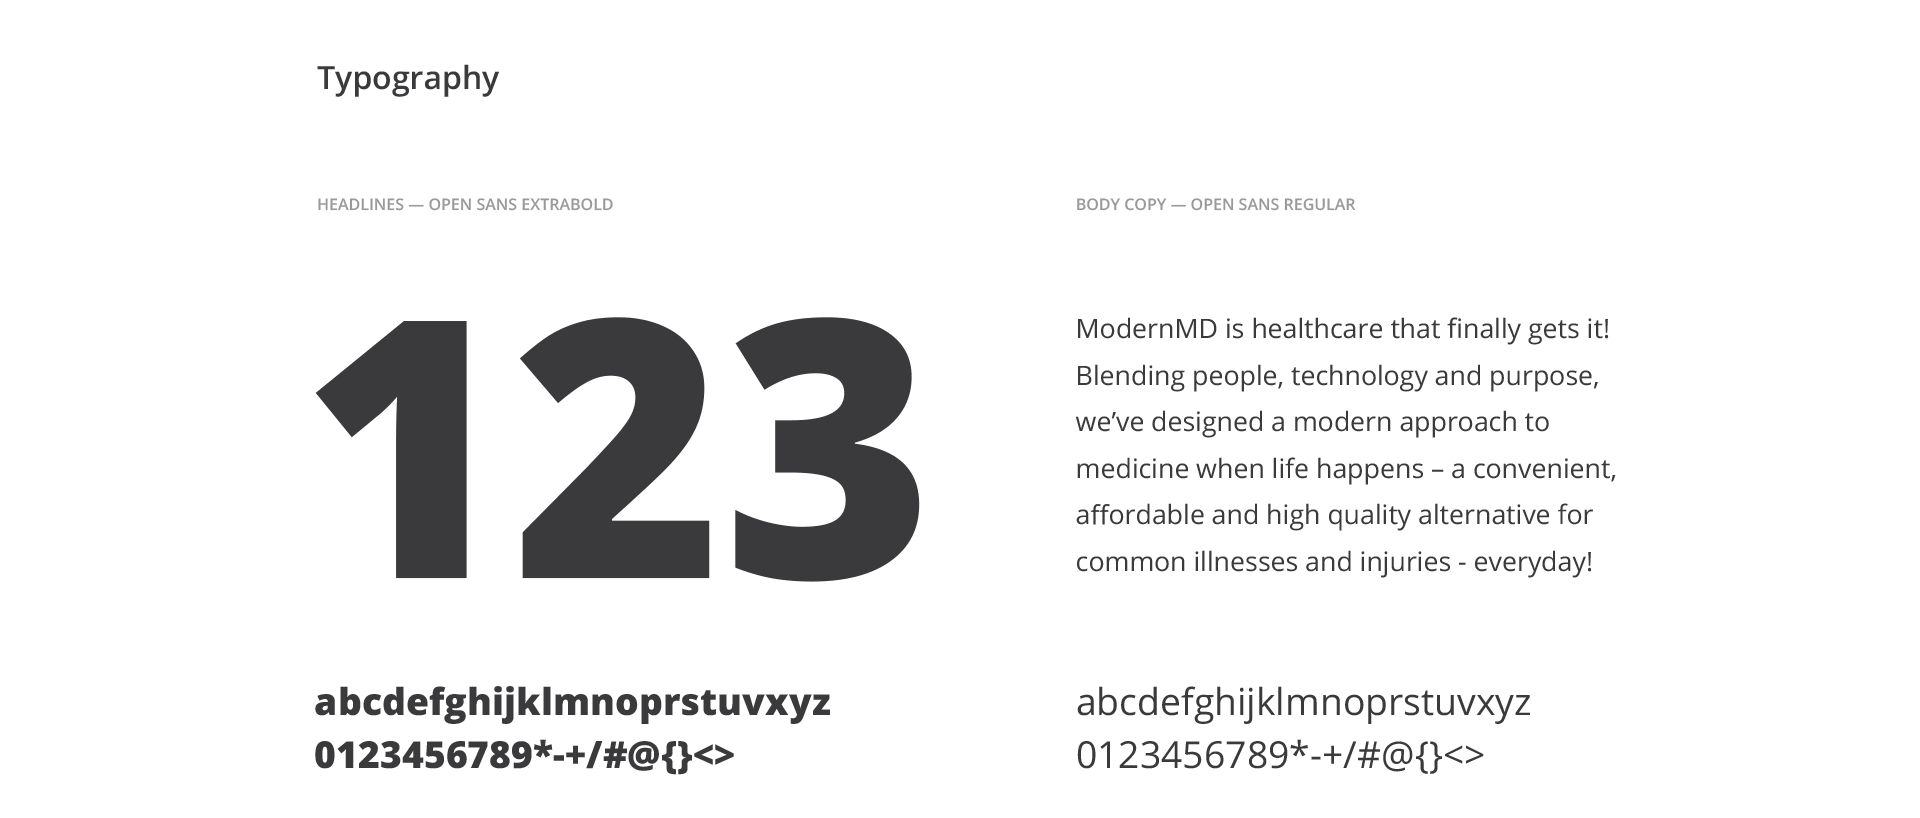 Typography
HEADLINES — OPEN SANS EXTRABOLD
123
abcdefghijklmnoprstuvxyz
0123456789*-+/#@{}<>
BODY COPY — OPEN SANS REGULAR
ModernMD is healthcare that finally gets it!
Blending people, technology and purpose,
we’ve designed a modern approach to
medicine when life happens – a convenient,
affordable and high quality alternative for
common illnesses and injuries - everyday!
abcdefghijklmnoprstuvxyz
0123456789*-+/#@{}<>